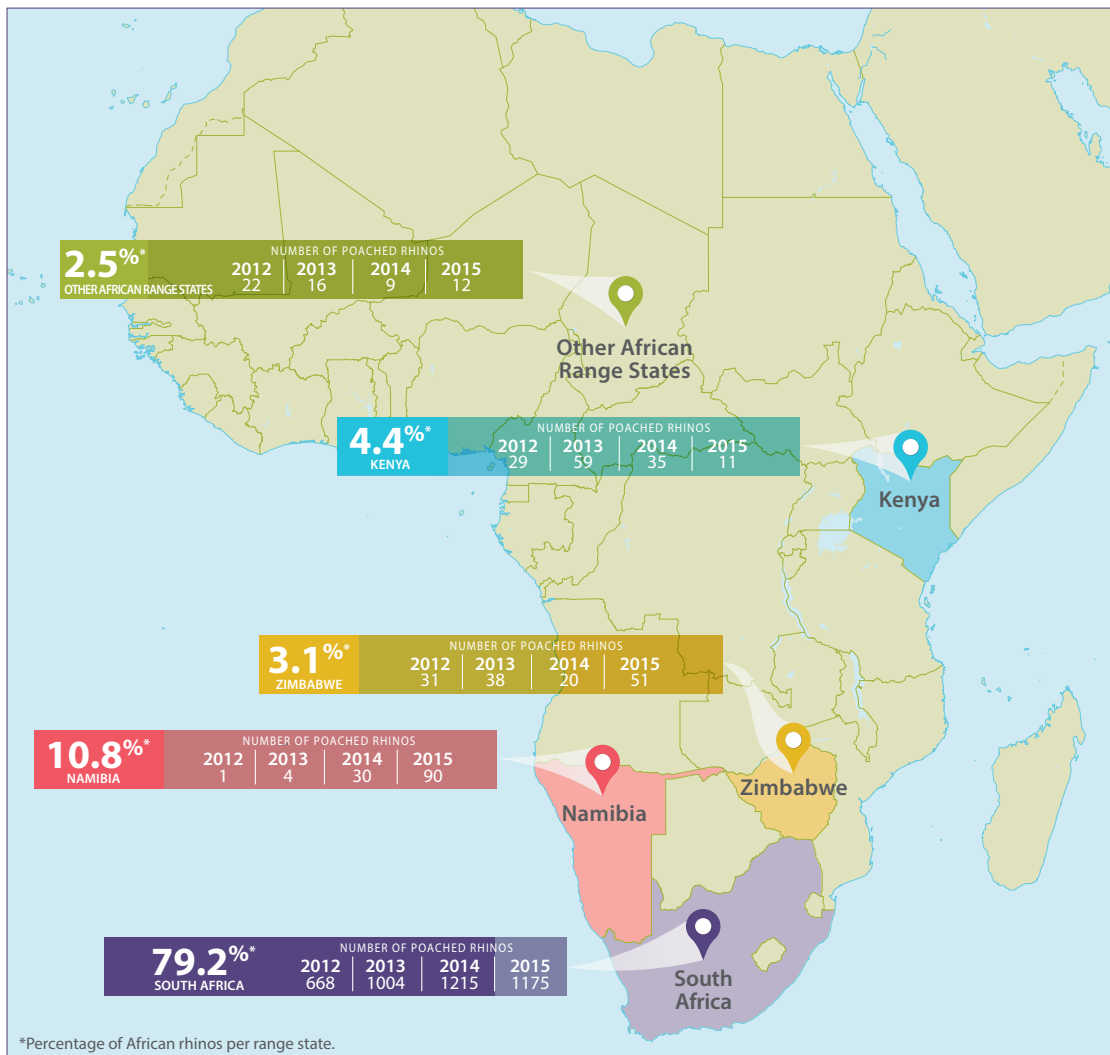 NUMBER OF POACHED RHINOS
2.5%*
OTHER AFRICAN RANGE STATES
2012 2013 2014 2015
22 16 9 12
Other African
Range States
NUMBER OF POACHED RHINOS
4.4%*
KENYA
2012 2013 2014 2015
29 59 35 11
Kenya
NUMBER OF POACHED RHINOS
3.1%*
ZIMBABWE
2012 2013 2014 2015
31 38 20 51
Zimbabwe
NUMBER OF POACHED RHINOS
10.8%*
NAMIBIA
2012 2013 2014 2015
1 4 30 90
Namibia
NUMBER OF POACHED RHINOS
79.2%*
SOUTH AFRICA
2012 2013 2014 2015
668 1004 1215 1175
South
Africa
*Percentage of African rhinos per range state.